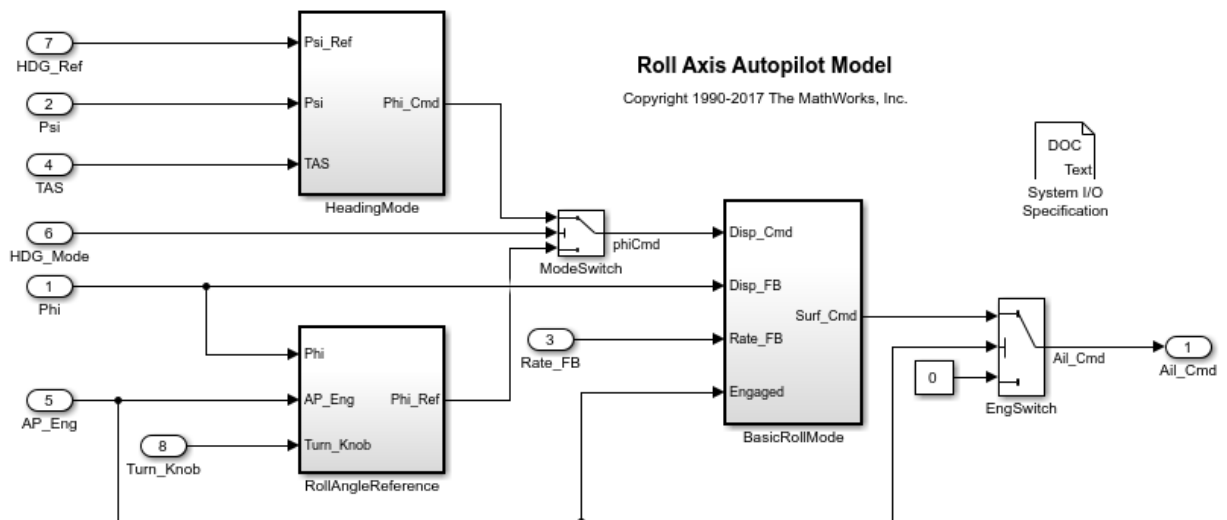 7
HDG_Ref
2
Psi
4
TAS
Psi_Ref
Psi
TAS
Phi_Cmd
HeadingMode
Roll Axis Autopilot Model
Copyright 1990-2017 The MathWorks, Inc.
DOC
Text
System I/O
Specification
6
HDG_Mode
phiCmd
ModeSwitch
1
Phi
Disp_Cmd
Disp_FB
Rate_FB
Engaged
Surf_Cmd
BasicRollMode
3
Rate_FB
0
EngSwitch
Ail_Cmd
1
Ail_Cmd
5
AP_Eng
8
Turn_Knob
Phi
AP_Eng
Turn_Knob
Phi_Ref
RollAngleReference